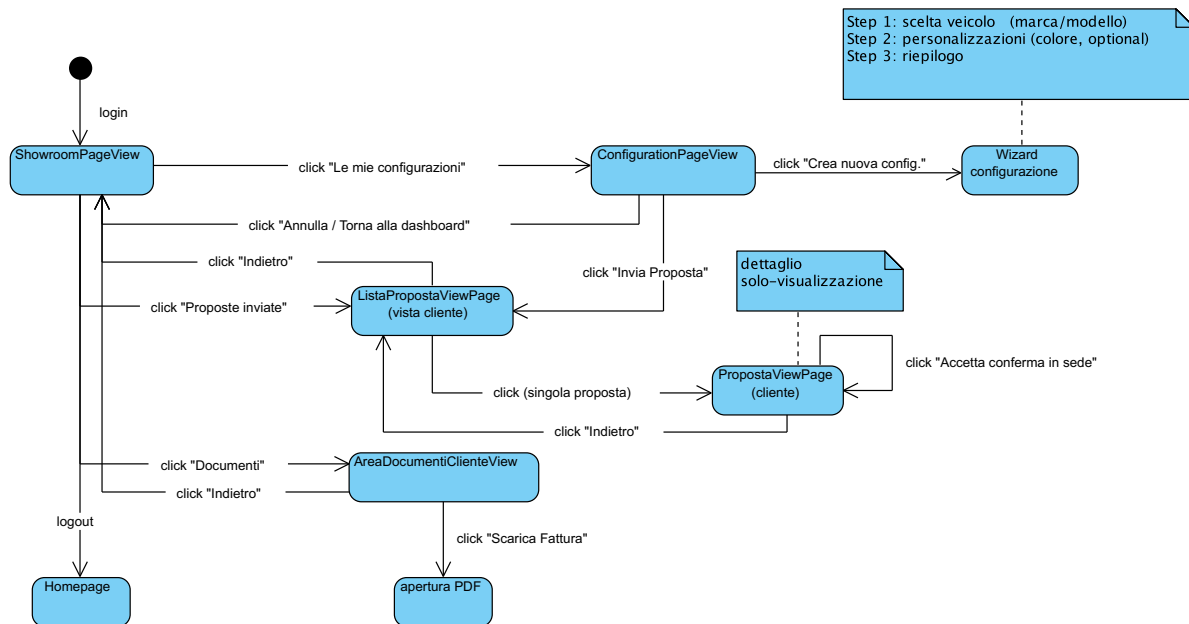 Step 1: scelta veicolo (marca/modello)
Step 2: personalizzazioni (colore, optional)
Step 3: riepilogo
login
ShowroomPageView
click "Le mie configurazioni"
ConfigurationPageView
click "Crea nuova config."
Wizard
configurazione
click "Annulla / Torna alla dashboard"
click "Indietro"
click "Invia Proposta"
dettaglio
solo-visualizzazione
click "Proposte inviate"
ListaPropostaViewPage
(vista cliente)
click "Accetta conferma in sede"
PropostaViewPage
(cliente)
click (singola proposta)
click "Indietro"
click "Documenti"
AreaDocumentiClienteView
click "Indietro"
logout
click "Scarica Fattura"
Homepage
apertura PDF